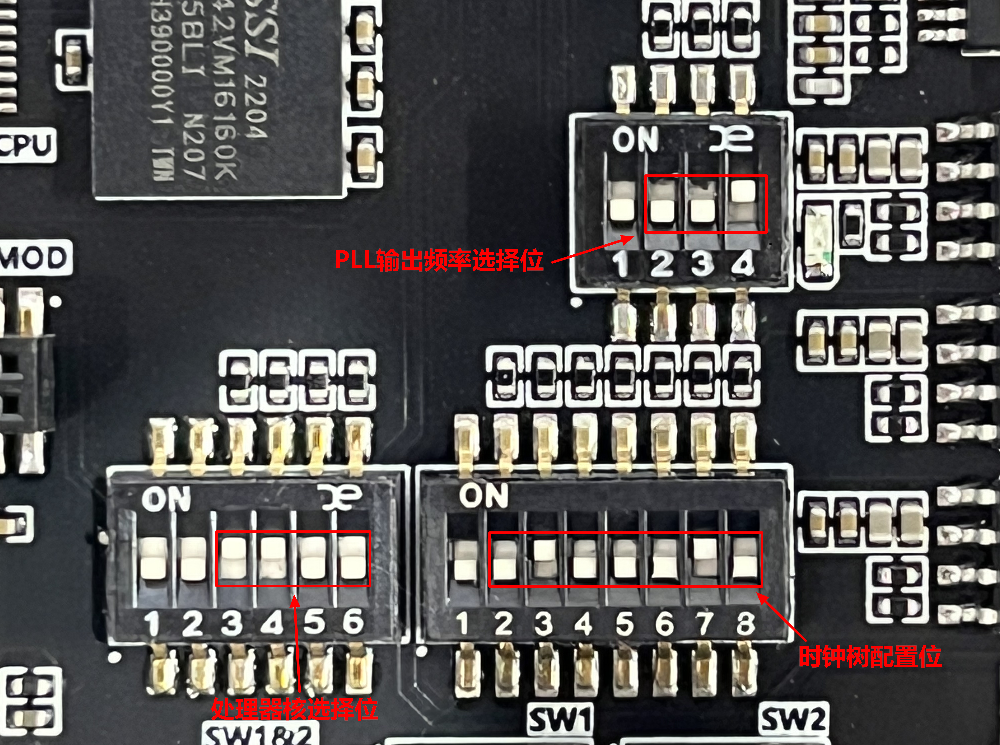 SSI 2204
42VM16160K
5BLI N207
H390000Y1 TWN
CPU
MOD
ON
1 2 3 4
PLL输出频率选择位
ON
1 2 3 4 5 6
ON
1 2 3 4 5 6 7 8
时钟树配置位
处理器核选择位
SW1&2
SW1
SW2